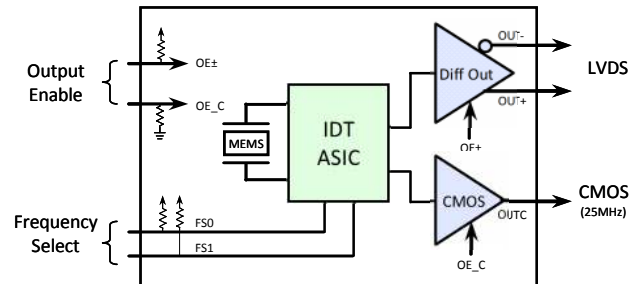 Output
Enable
OE±
OE_C
MEMS
IDT
ASIC
Diff Out
OUT-
OUT+
OE+
LVDS
CMOS
OUTC
OE_C
CMOS
(25MHz)
Frequency
Select
FS0
FS1